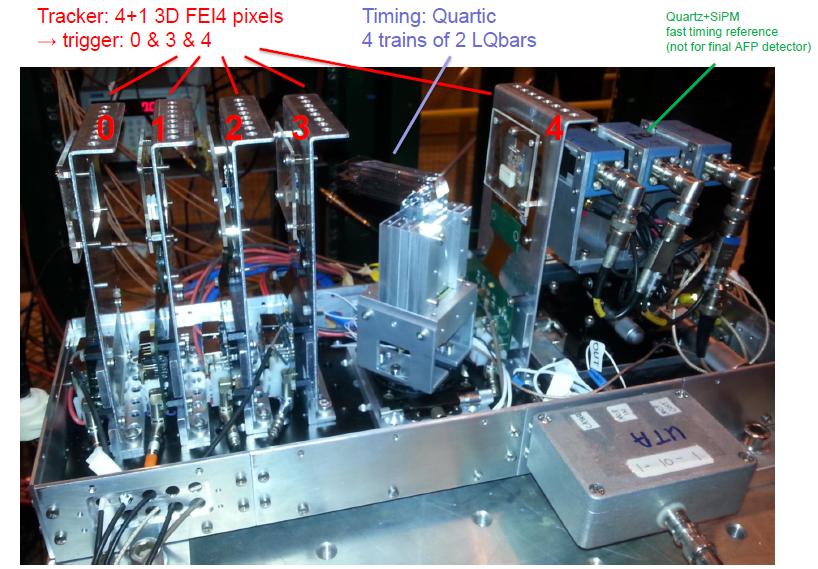 Tracker: 4+1 3D FEI4 pixels
→ trigger: 0 & 3 & 4
Timing: Quartic
4 trains of 2 LQbars
Quartz+SiPM
fast timing reference
(not for final AFP detector)
0
1
2
3
4
OUT
UTA